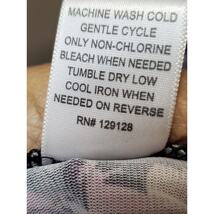 MACHINE WASH COLD
GENTLE CYCLE
ONLY NON-CHLORINE
BLEACH WHEN NEEDED
TUMBLE DRY LOW
COOL IRON WHEN
NEEDED ON REVERSE
RN# 129128